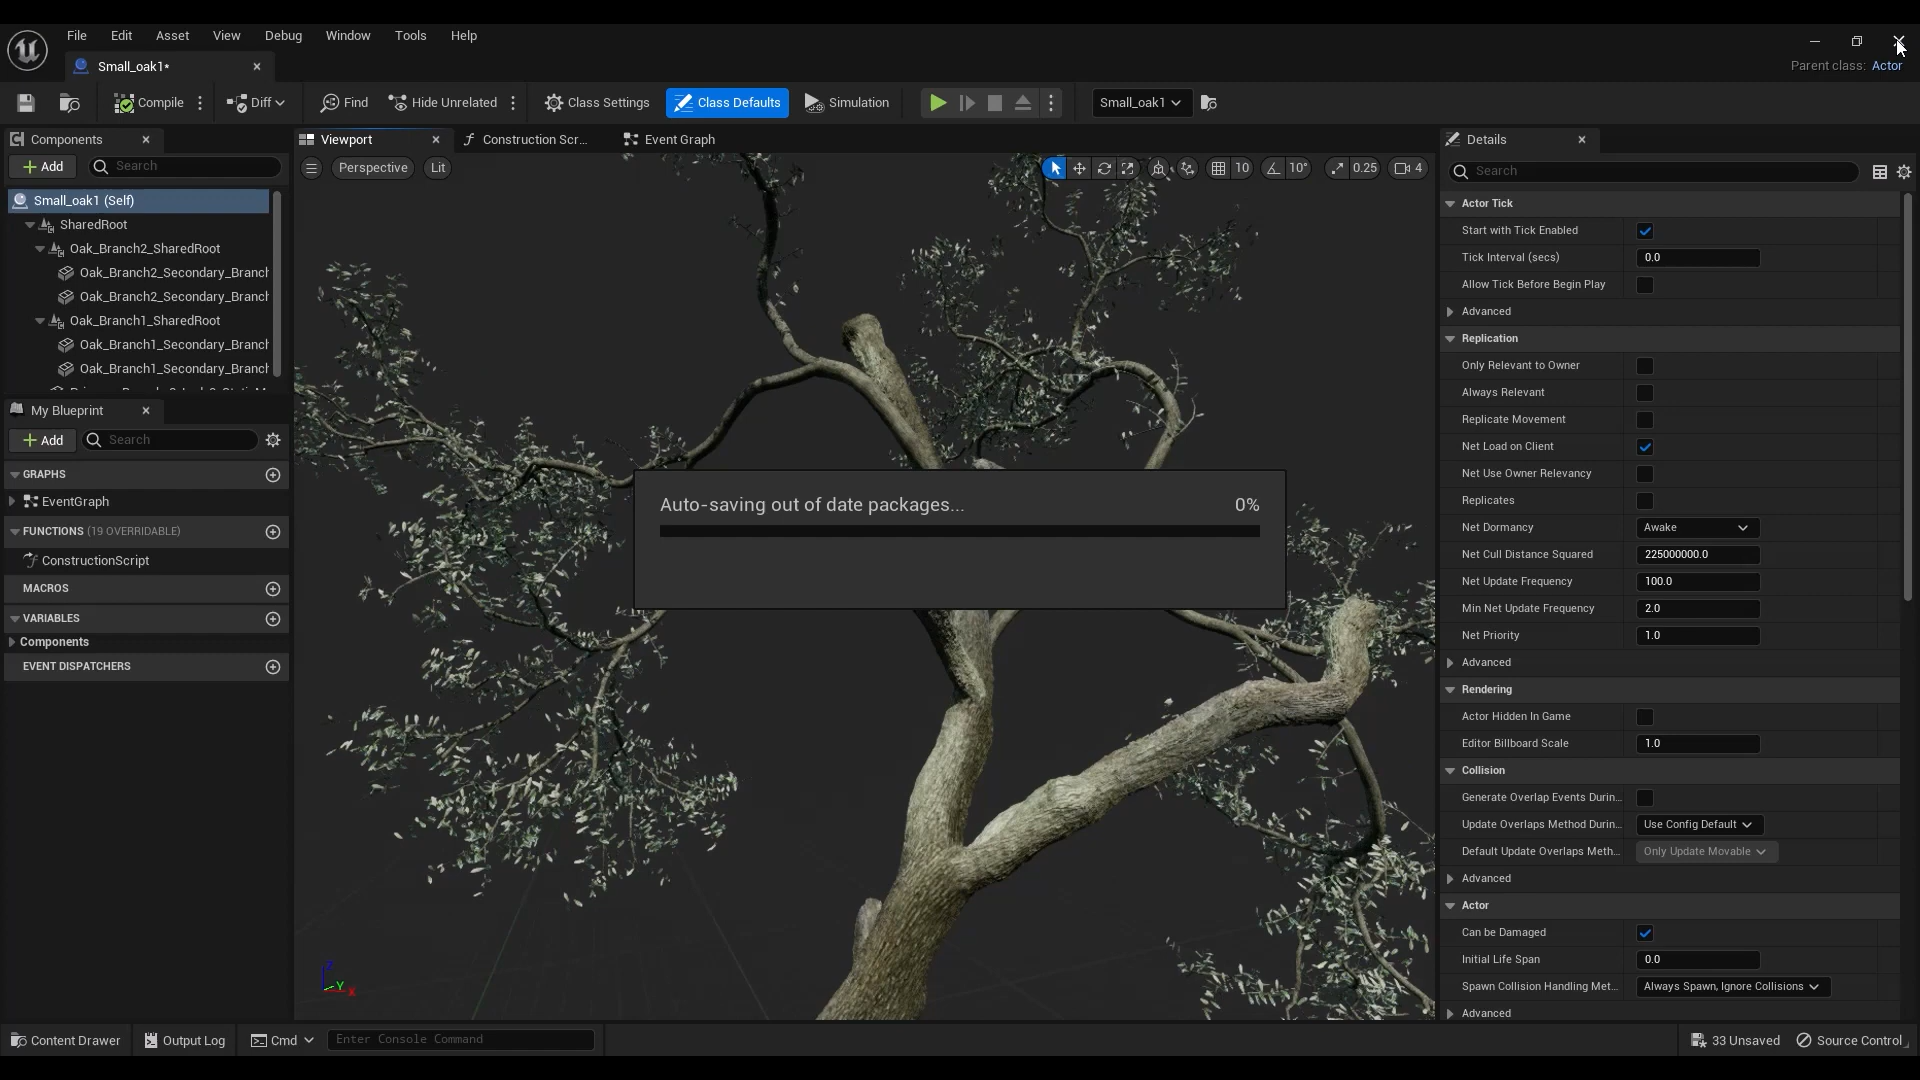 File Edit Asset View Debug Window Tools Help
Small_oak1*
Parent class: Actor
Compile Diff Find Hide Unrelated Class Settings Class Defaults Simulation Small_oak1
Components
Viewport Construction Scr... Event Graph
Details
Add Search
Perspective Lit 10 10° 0.25 4
Search
Small_oak1 (Self)
SharedRoot
Oak_Branch2_SharedRoot
Oak_Branch2_Secondary_Branch
Oak_Branch2_Secondary_Branch
Oak_Branch1_SharedRoot
Oak_Branch1_Secondary_Branch
Oak_Branch1_Secondary_Branch
My Blueprint
Add Search
GRAPHS
EventGraph
FUNCTIONS (19 OVERRIDABLE)
ConstructionScript
MACROS
VARIABLES
Components
EVENT DISPATCHERS
Auto-saving out of date packages... 0%
Z
Y
X
Actor Tick
Start with Tick Enabled
Tick Interval (secs) 0.0
Allow Tick Before Begin Play
Advanced
Replication
Only Relevant to Owner
Always Relevant
Replicate Movement
Net Load on Client
Net Use Owner Relevancy
Replicates
Net Dormancy Awake
Net Cull Distance Squared 225000000.0
Net Update Frequency 100.0
Min Net Update Frequency 2.0
Net Priority 1.0
Advanced
Rendering
Actor Hidden In Game
Editor Billboard Scale 1.0
Collision
Generate Overlap Events Durin...
Update Overlaps Method Durin... Use Config Default
Default Update Overlaps Meth... Only Update Movable
Advanced
Actor
Can be Damaged
Initial Life Span 0.0
Spawn Collision Handling Met... Always Spawn, Ignore Collisions
Advanced
Content Drawer Output Log Cmd Enter Console Command 33 Unsaved Source Control